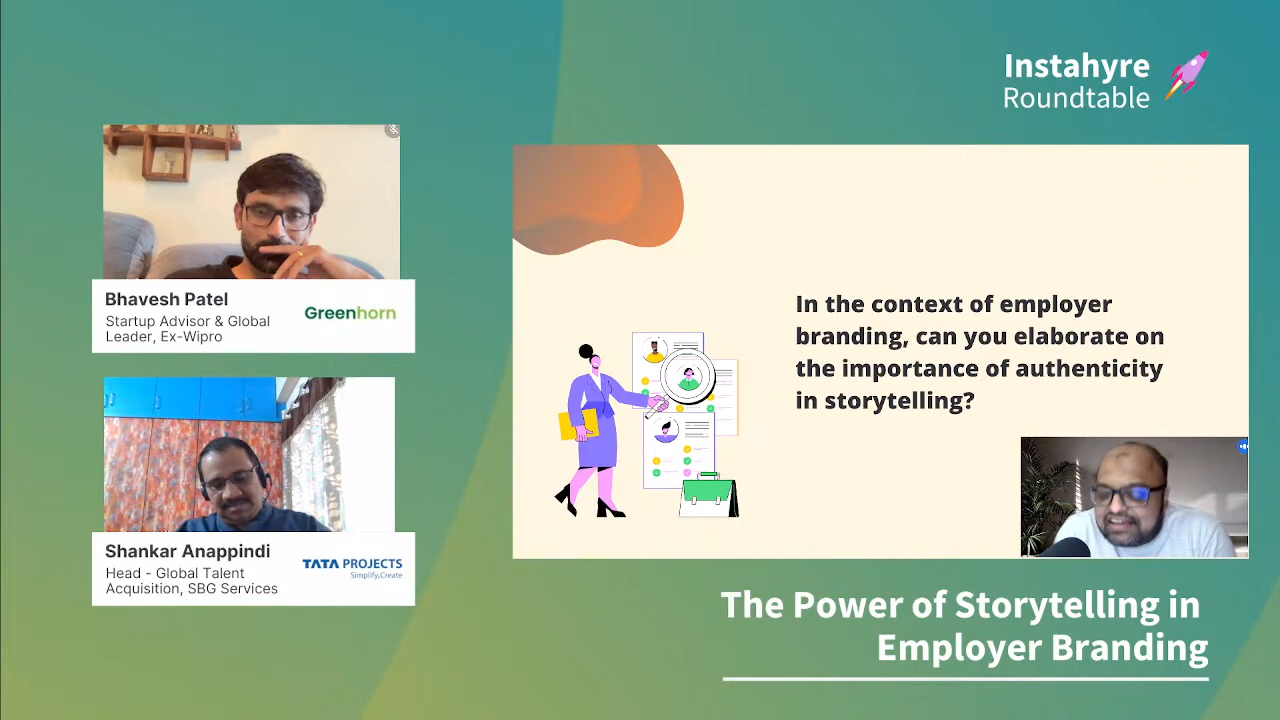 Instahyre
Roundtable
Bhavesh Patel
Startup Advisor & Global
Leader, Ex-Wipro
Greenhorn
Shankar Anappindi
Head - Global Talent
Acquisition, SBG Services
TATA PROJECTS
Simplify.Create
In the context of employer
branding, can you elaborate on
the importance of authenticity
in storytelling?
The Power of Storytelling in
Employer Branding